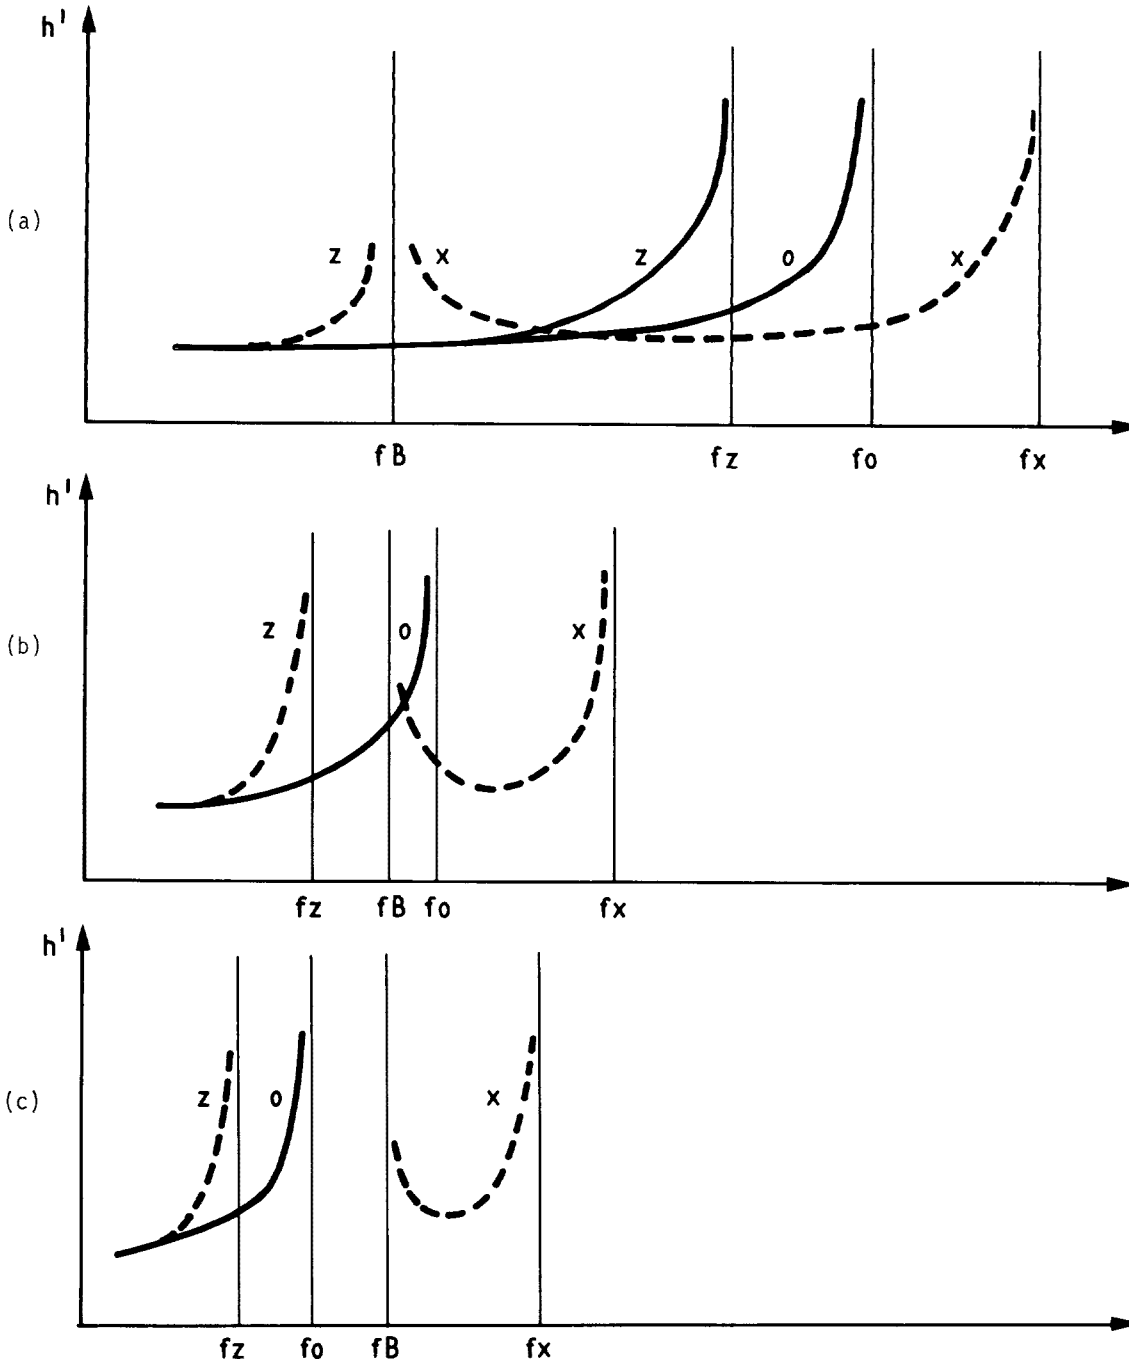 h'
(a)
z x z o x
fB fz fo fx
h'
(b)
z o x
fz fB fo fx
h'
(c)
z o x
fz fo fB fx